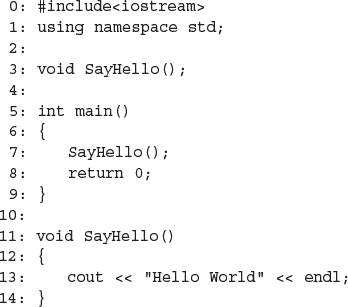 0: #include<iostream>
1: using namespace std;
2:
3: void SayHello();
4:
5: int main()
6: {
7:    SayHello();
8:    return 0;
9: }
10:
11: void SayHello()
12: {
13:    cout << "Hello World" << endl;
14: }